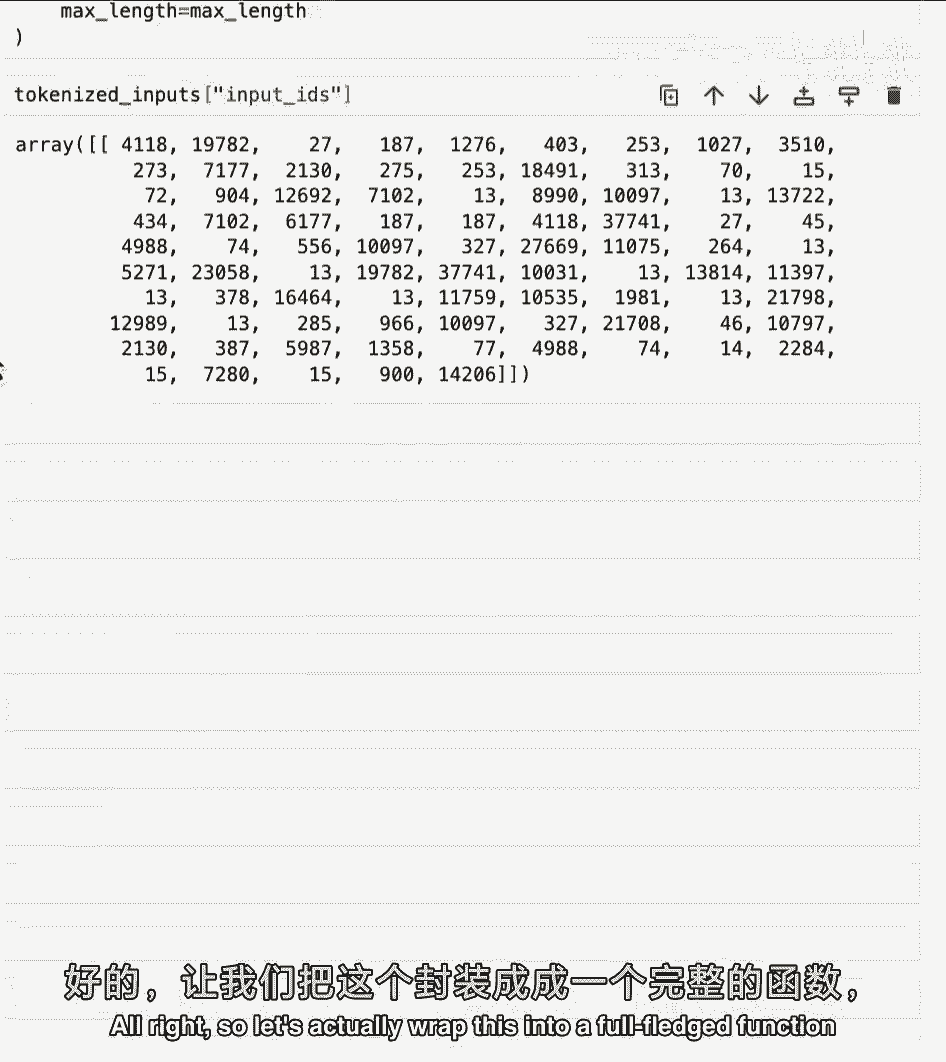 max_length=max_length
)
tokenized_inputs["input_ids"]
array([[ 4118, 19782, 27, 187, 1276, 403, 253, 1027, 3510,
273, 7177, 2130, 275, 253, 18491, 313, 70, 15,
72, 904, 12692, 7102, 13, 8990, 10097, 13, 13722,
434, 7102, 6177, 187, 187, 4118, 37741, 27, 45,
4988, 74, 556, 10097, 327, 27669, 11075, 264, 13,
5271, 23058, 13, 19782, 37741, 10031, 13, 13814, 11397,
13, 378, 16464, 13, 11759, 10535, 1981, 13, 21798,
12989, 13, 285, 966, 10097, 327, 21708, 46, 10797,
2130, 387, 5987, 1358, 77, 4988, 74, 14, 2284,
15, 7280, 15, 900, 14206]])
好的，让我们把这个封装成成一个完整的函数，
All right, so let's actually wrap this into a full-fledged function